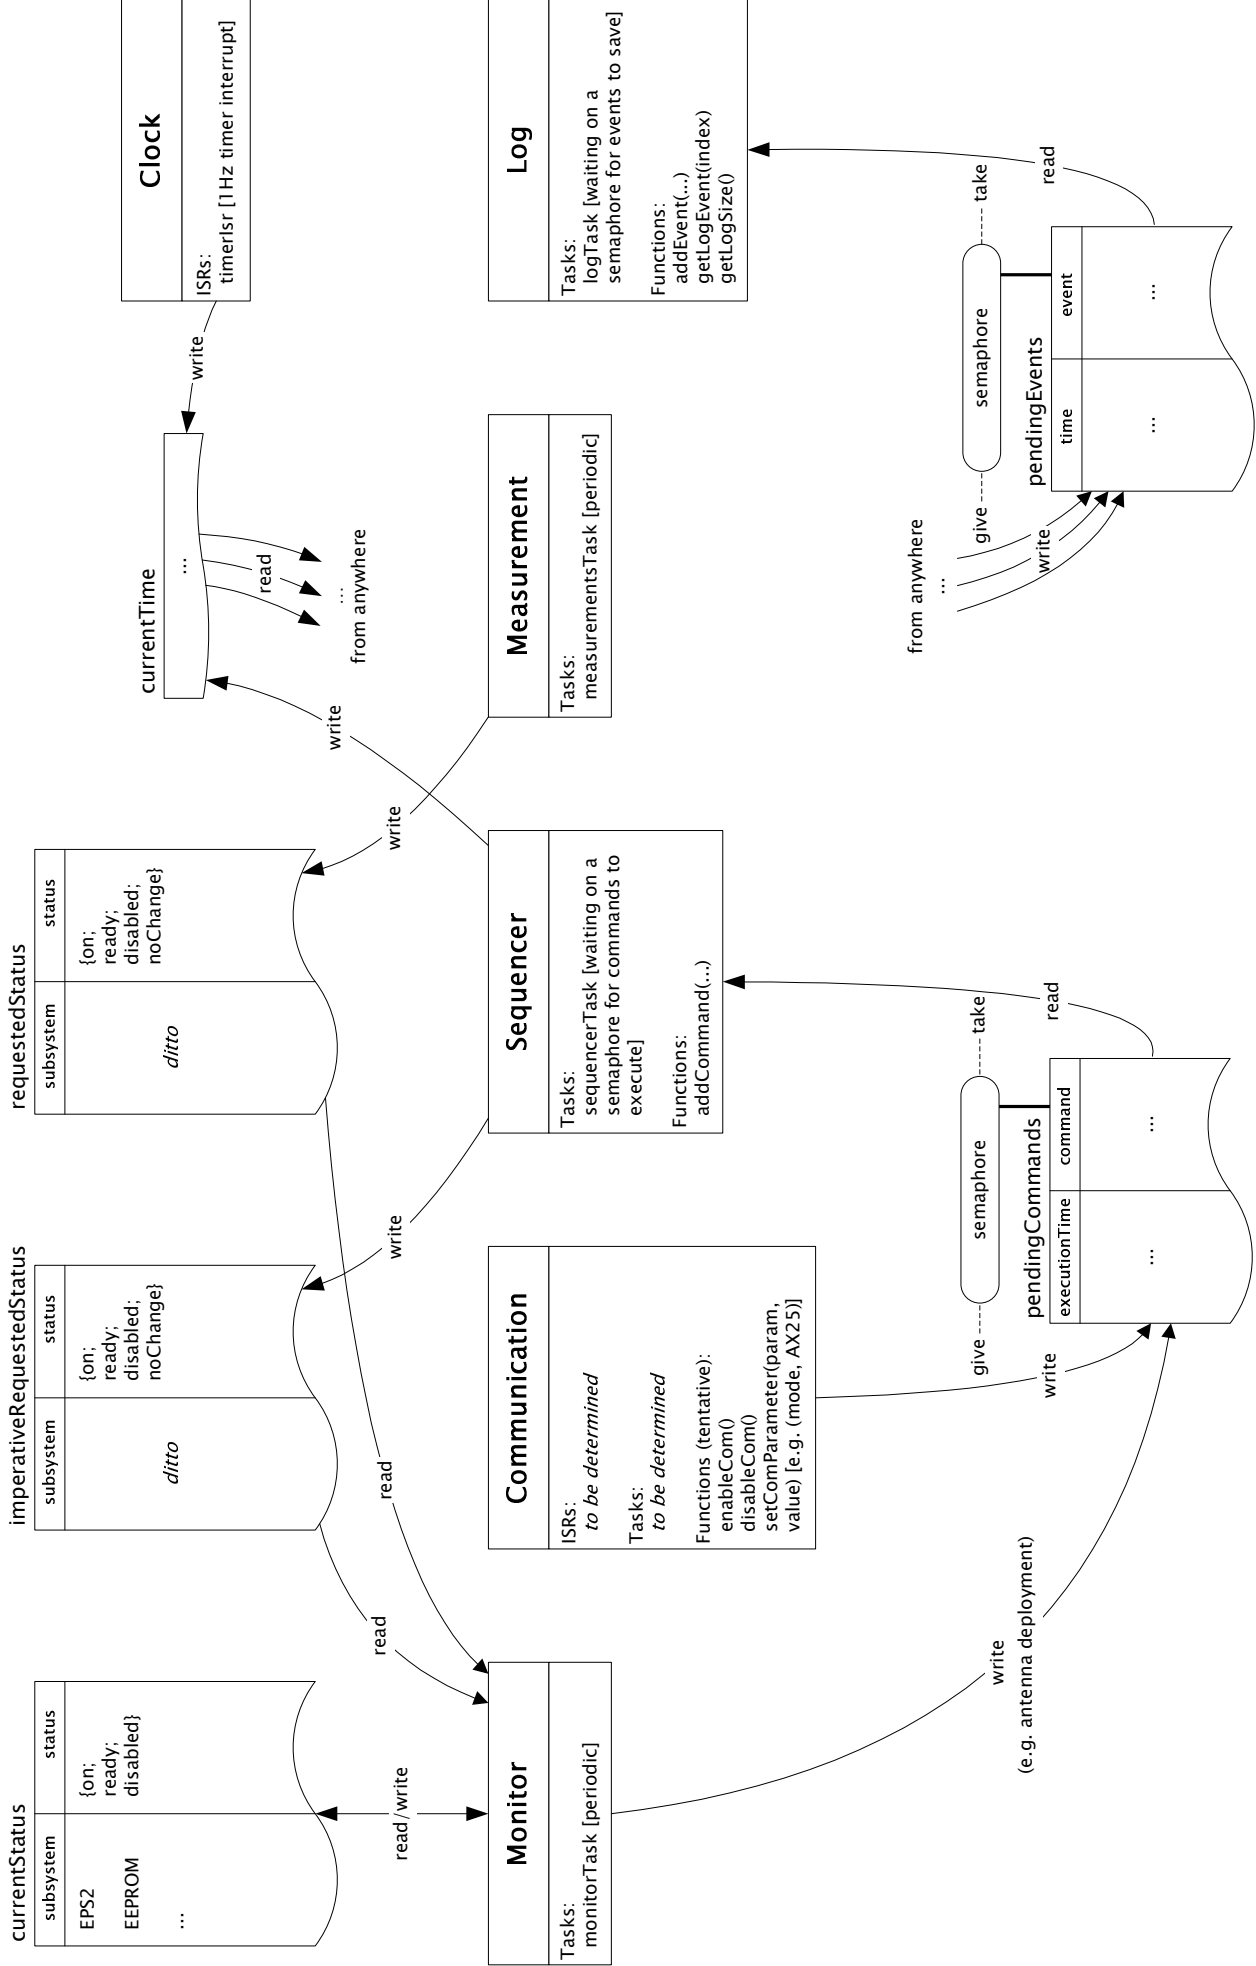 currentStatus
subsystem
status
EPS2
EEPROM
...
{on;
ready;
disabled}
imperativeRequestedStatus
subsystem
status
ditto
{on;
ready;
disabled;
noChange}
requestedStatus
subsystem
status
ditto
{on;
ready;
disabled;
noChange}
currentTime
...
read
...
from anywhere
write
Clock
ISRs:
timerIsr [1Hz timer interrupt]
read/write
read
read
write
write
write
Monitor
Tasks:
monitorTask [periodic]
Communication
ISRs:
to be determined
Tasks:
to be determined
Functions (tentative):
enableCom()
disableCom()
setComParameter(param,
value) [e.g. (mode, AX25)]
Sequencer
Tasks:
sequencerTask [waiting on a
semaphore for commands to
execute]
Functions:
addCommand(...)
Measurement
Tasks:
measurementsTask [periodic]
Log
Tasks:
logTask [waiting on a
semaphore for events to save]
Functions:
addEvent(...)
getLogEvent(index)
getLogSize()
write
(e.g. antenna deployment)
write
give
semaphore
take
pendingCommands
executionTime
command
...
...
read
from anywhere
...
write
give
semaphore
take
pendingEvents
time
event
...
...
read